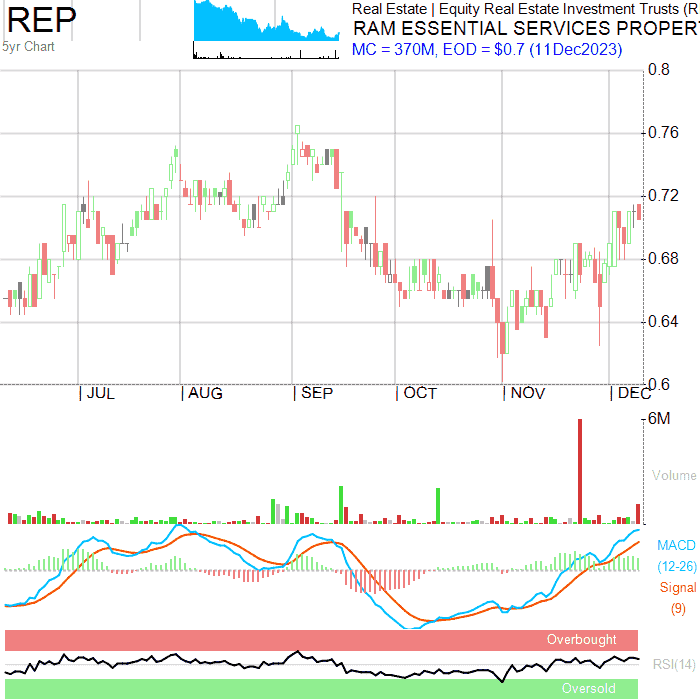 REP
5yr Chart
Real Estate | Equity Real Estate Investment Trusts (R
RAM ESSENTIAL SERVICES PROPER
MC = 370M, EOD = $0.7 (11Dec2023)
0.8
0.76
0.72
0.68
0.64
0.6
JUL AUG SEP OCT NOV DEC
6M
Volume
MACD
(12-26)
Signal
(9)
Overbought
RSI(14)
Oversold